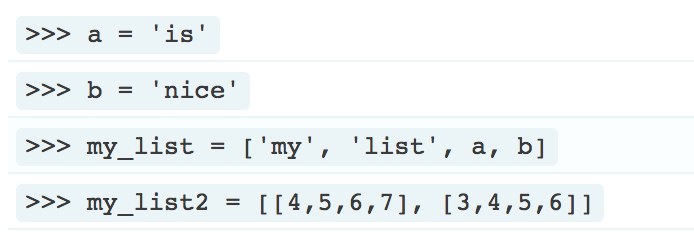 >>> a = 'is'
>>> b = 'nice'
>>> my_list = ['my', 'list', a, b]
>>> my_list2 = [[4,5,6,7], [3,4,5,6]]